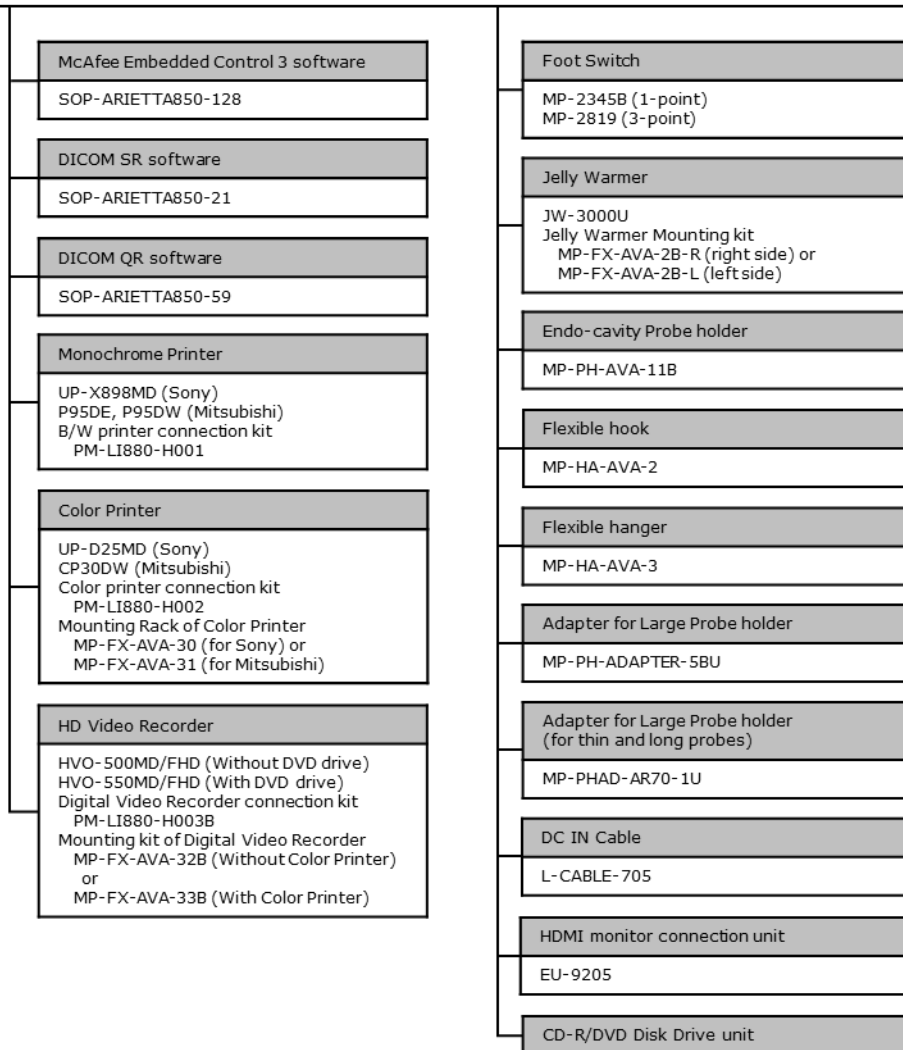 McAfee Embedded Control 3 software
SOP-ARIETTA850-128
DICOM SR software
SOP-ARIETTA850-21
DICOM QR software
SOP-ARIETTA850-59
Monochrome Printer
UP-X898MD (Sony)
P95DE, P95DW (Mitsubishi)
B/W printer connection kit
PM-LI880-H001
Color Printer
UP-D25MD (Sony)
CP30DW (Mitsubishi)
Color printer connection kit
PM-LI880-H002
Mounting Rack of Color Printer
MP-FX-AVA-30 (for Sony) or
MP-FX-AVA-31 (for Mitsubishi)
HD Video Recorder
HVO-500MD/FHD (Without DVD drive)
HVO-550MD/FHD (With DVD drive)
Digital Video Recorder connection kit
PM-LI880-H003B
Mounting kit of Digital Video Recorder
MP-FX-AVA-32B (Without Color Printer)
or
MP-FX-AVA-33B (With Color Printer)
Foot Switch
MP-2345B (1-point)
MP-2819 (3-point)
Jelly Warmer
JW-3000U
Jelly Warmer Mounting kit
MP-FX-AVA-2B-R (right side) or
MP-FX-AVA-2B-L (left side)
Endo-cavity Probe holder
MP-PH-AVA-11B
Flexible hook
MP-HA-AVA-2
Flexible hanger
MP-HA-AVA-3
Adapter for Large Probe holder
MP-PH-ADAPTER-5BU
Adapter for Large Probe holder
(for thin and long probes)
MP-PHAD-AR70-1U
DC IN Cable
L-CABLE-705
HDMI monitor connection unit
EU-9205
CD-R/DVD Disk Drive unit